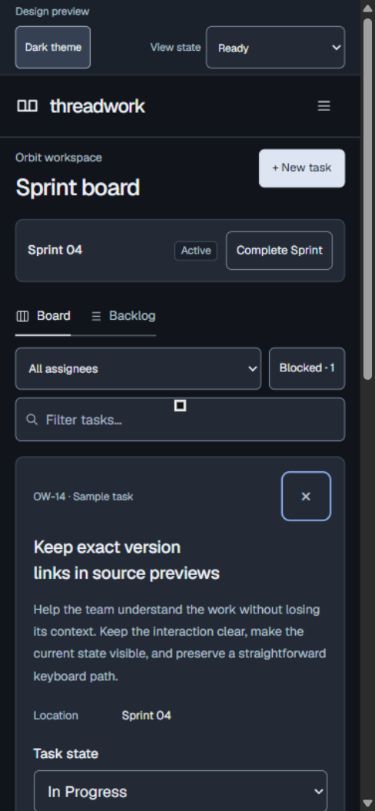 Design preview
Dark theme
View state
Ready
threadwork
Orbit workspace
Sprint board
+ New task
Sprint 04
Active
Complete Sprint
Board
Backlog
All assignees
Blocked · 1
Filter tasks...
OW-14 · Sample task
Keep exact version
links in source previews
Help the team understand the work without losing
its context. Keep the interaction clear, make the
current state visible, and preserve a straightforward
keyboard path.
Location
Sprint 04
Task state
In Progress